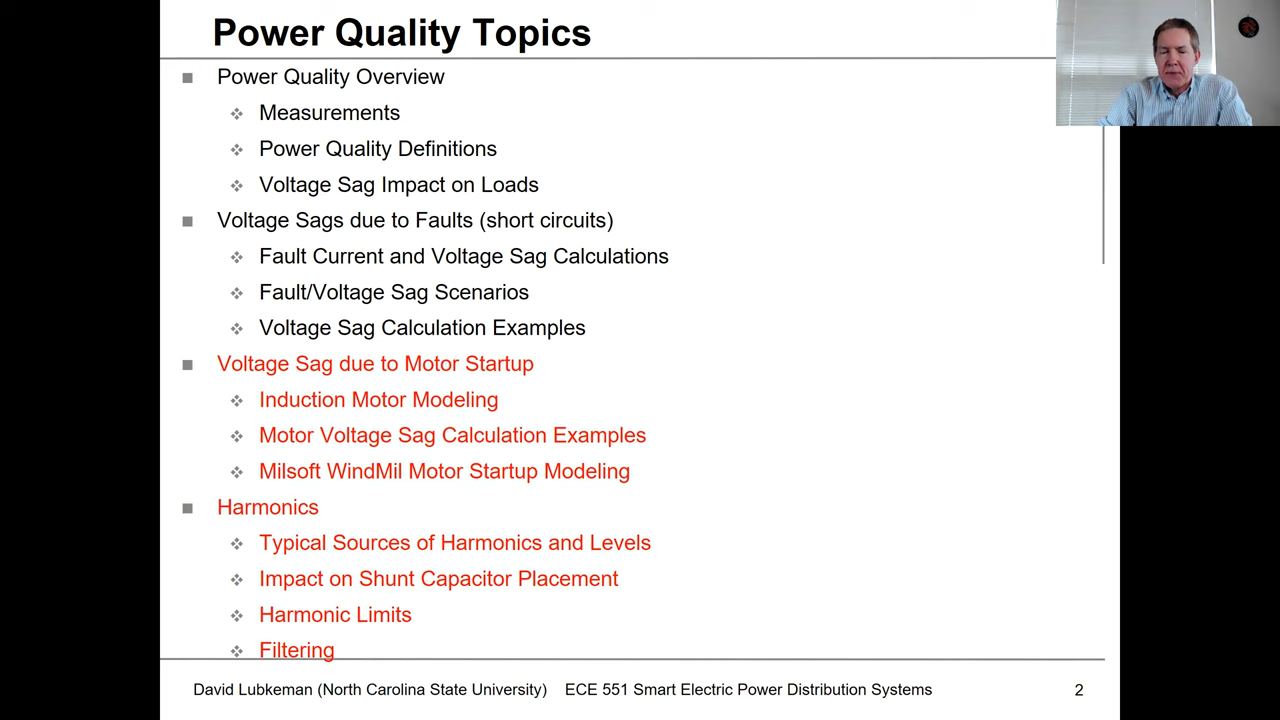 Power Quality Topics
Power Quality Overview
Measurements
Power Quality Definitions
Voltage Sag Impact on Loads
Voltage Sags due to Faults (short circuits)
Fault Current and Voltage Sag Calculations
Fault/Voltage Sag Scenarios
Voltage Sag Calculation Examples
Voltage Sag due to Motor Startup
Induction Motor Modeling
Motor Voltage Sag Calculation Examples
Milsoft WindMil Motor Startup Modeling
Harmonics
Typical Sources of Harmonics and Levels
Impact on Shunt Capacitor Placement
Harmonic Limits
Filtering
David Lubkeman (North Carolina State University) ECE 551 Smart Electric Power Distribution Systems 2